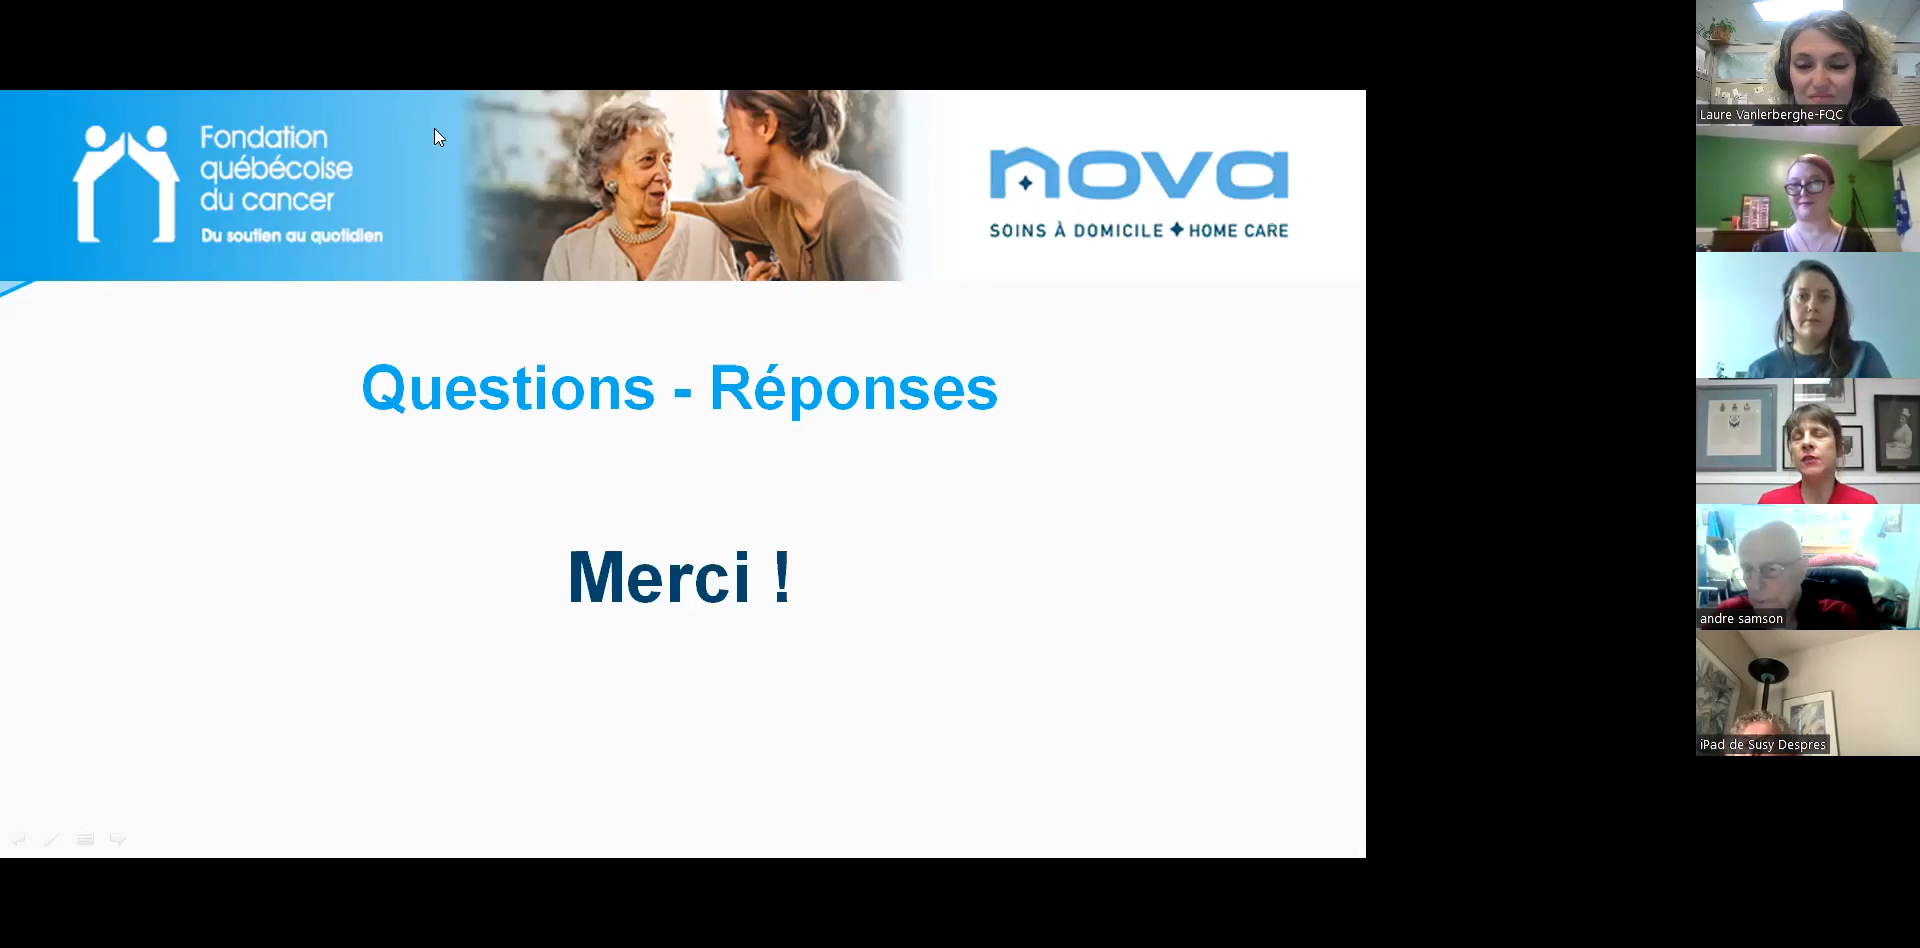 Fondation
québécoise
du cancer
Du soutien au quotidien
nova
SOINS À DOMICILE ✦ HOME CARE
Questions - Réponses
Merci !
Laure Vanlerberghe-FQC
andre samson
iPad de Susy Despres